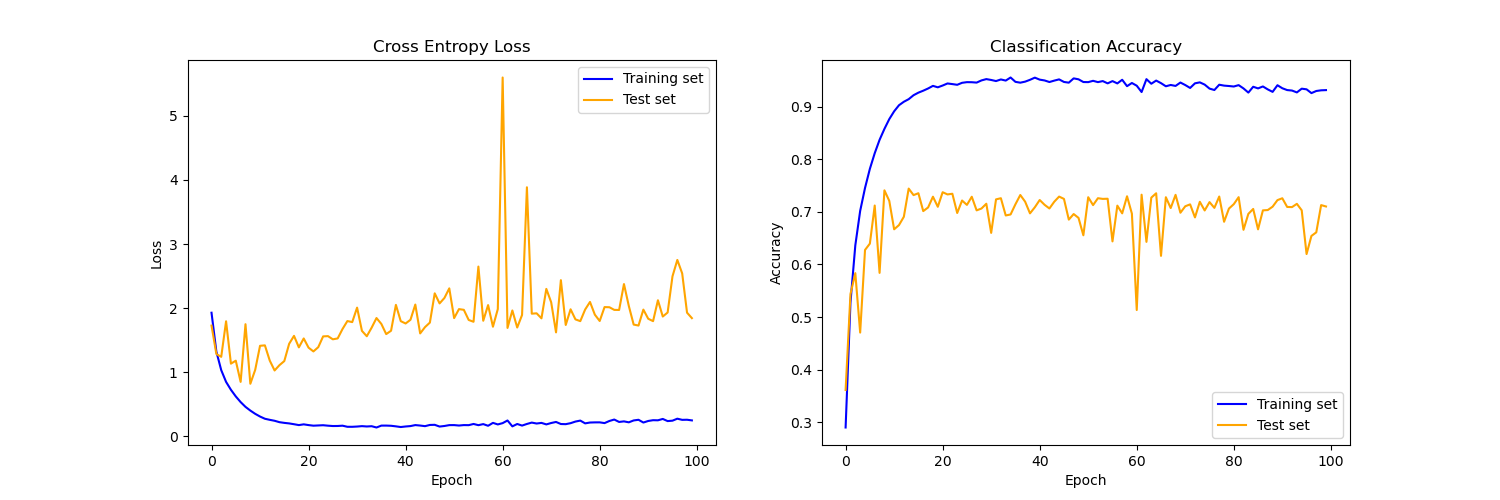 Cross Entropy Loss
Training set
Test set
5
4
3
2
1
0
Loss
0 20 40 60 80 100
Epoch
Classification Accuracy
0.9
0.8
0.7
0.6
0.5
0.4
0.3
Accuracy
Training set
Test set
0 20 40 60 80 100
Epoch